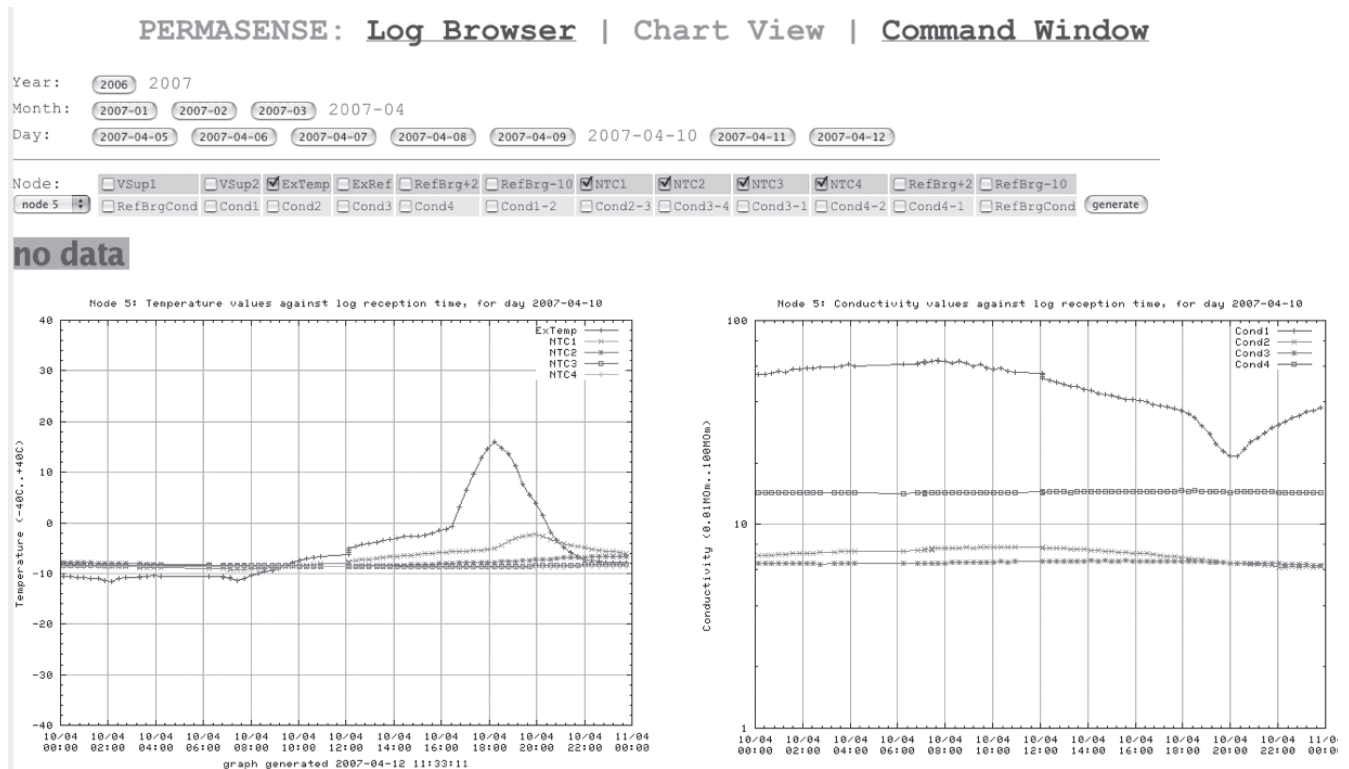 PERMASENSE: Log Browser | Chart View | Command Window
Year: 2006 2007
Month: 2007-01 2007-02 2007-03 2007-04
Day: 2007-04-05 2007-04-06 2007-04-07 2007-04-08 2007-04-09 2007-04-10 2007-04-11 2007-04-12
Node: VSup1 VSup2 ExTemp ExRef RefBrg+2 RefBrg-10 NTC1 NTC2 NTC3 NTC4 RefBrg+2 RefBrg-10
node 5 RefBrgCond Cond1 Cond2 Cond3 Cond4 Cond1-2 Cond2-3 Cond3-4 Cond3-1 Cond4-2 Cond4-1 RefBrgCond generate
no data
Node 5: Temperature values against log reception time, for day 2007-04-10
40
30
20
10
0
-10
-20
-30
-40
Temperature (-40C..+40C)
ExTemp
NTC1
NTC2
NTC3
NTC4
10/04 10/04 10/04 10/04 10/04 10/04 10/04 10/04 10/04 10/04 10/04 10/04 11/04
00:00 02:00 04:00 06:00 08:00 10:00 12:00 14:00 16:00 18:00 20:00 22:00 00:00
graph generated 2007-04-12 11:33:11
Node 5: Conductivity values against log reception time, for day 2007-04-10
100
10
1
Conductivity (0.01MOm..100MOm)
Cond1
Cond2
Cond3
Cond4
10/04 10/04 10/04 10/04 10/04 10/04 10/04 10/04 10/04 10/04 10/04 10/04 11/0
00:00 02:00 04:00 06:00 08:00 10:00 12:00 14:00 16:00 18:00 20:00 22:00 00:0